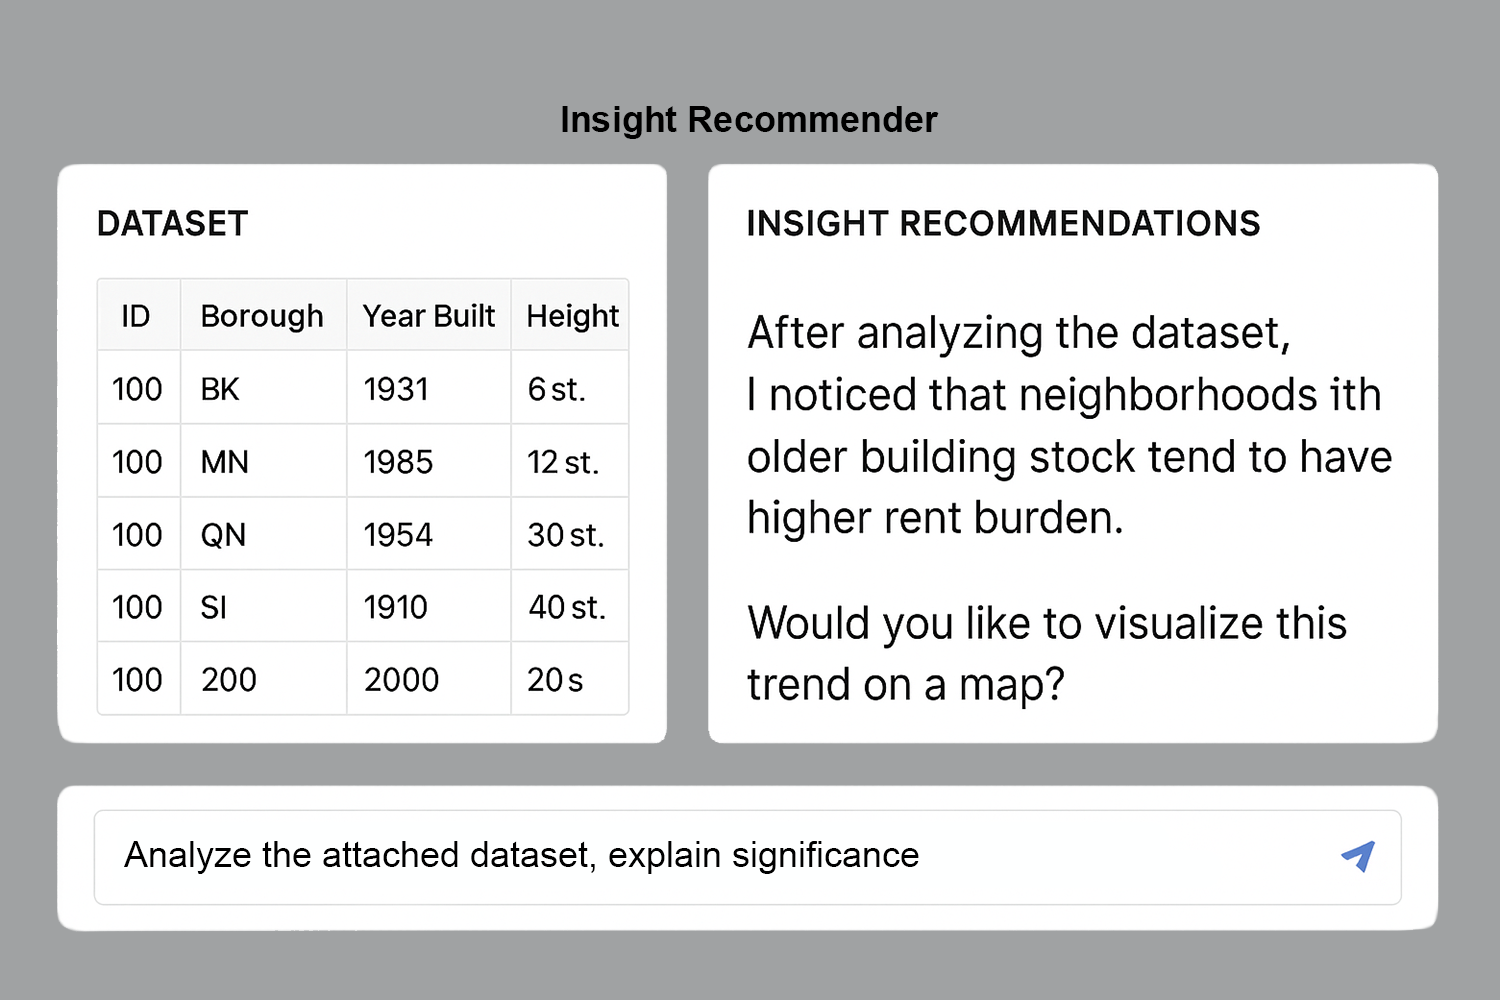 Insight Recommender
DATASET
ID Borough Year Built Height
100 BK 1931 6 st.
100 MN 1985 12 st.
100 QN 1954 30 st.
100 SI 1910 40 st.
100 200 2000 20 s
INSIGHT RECOMMENDATIONS
After analyzing the dataset,
I noticed that neighborhoods ith
older building stock tend to have
higher rent burden.
Would you like to visualize this
trend on a map?
Analyze the attached dataset, explain significance